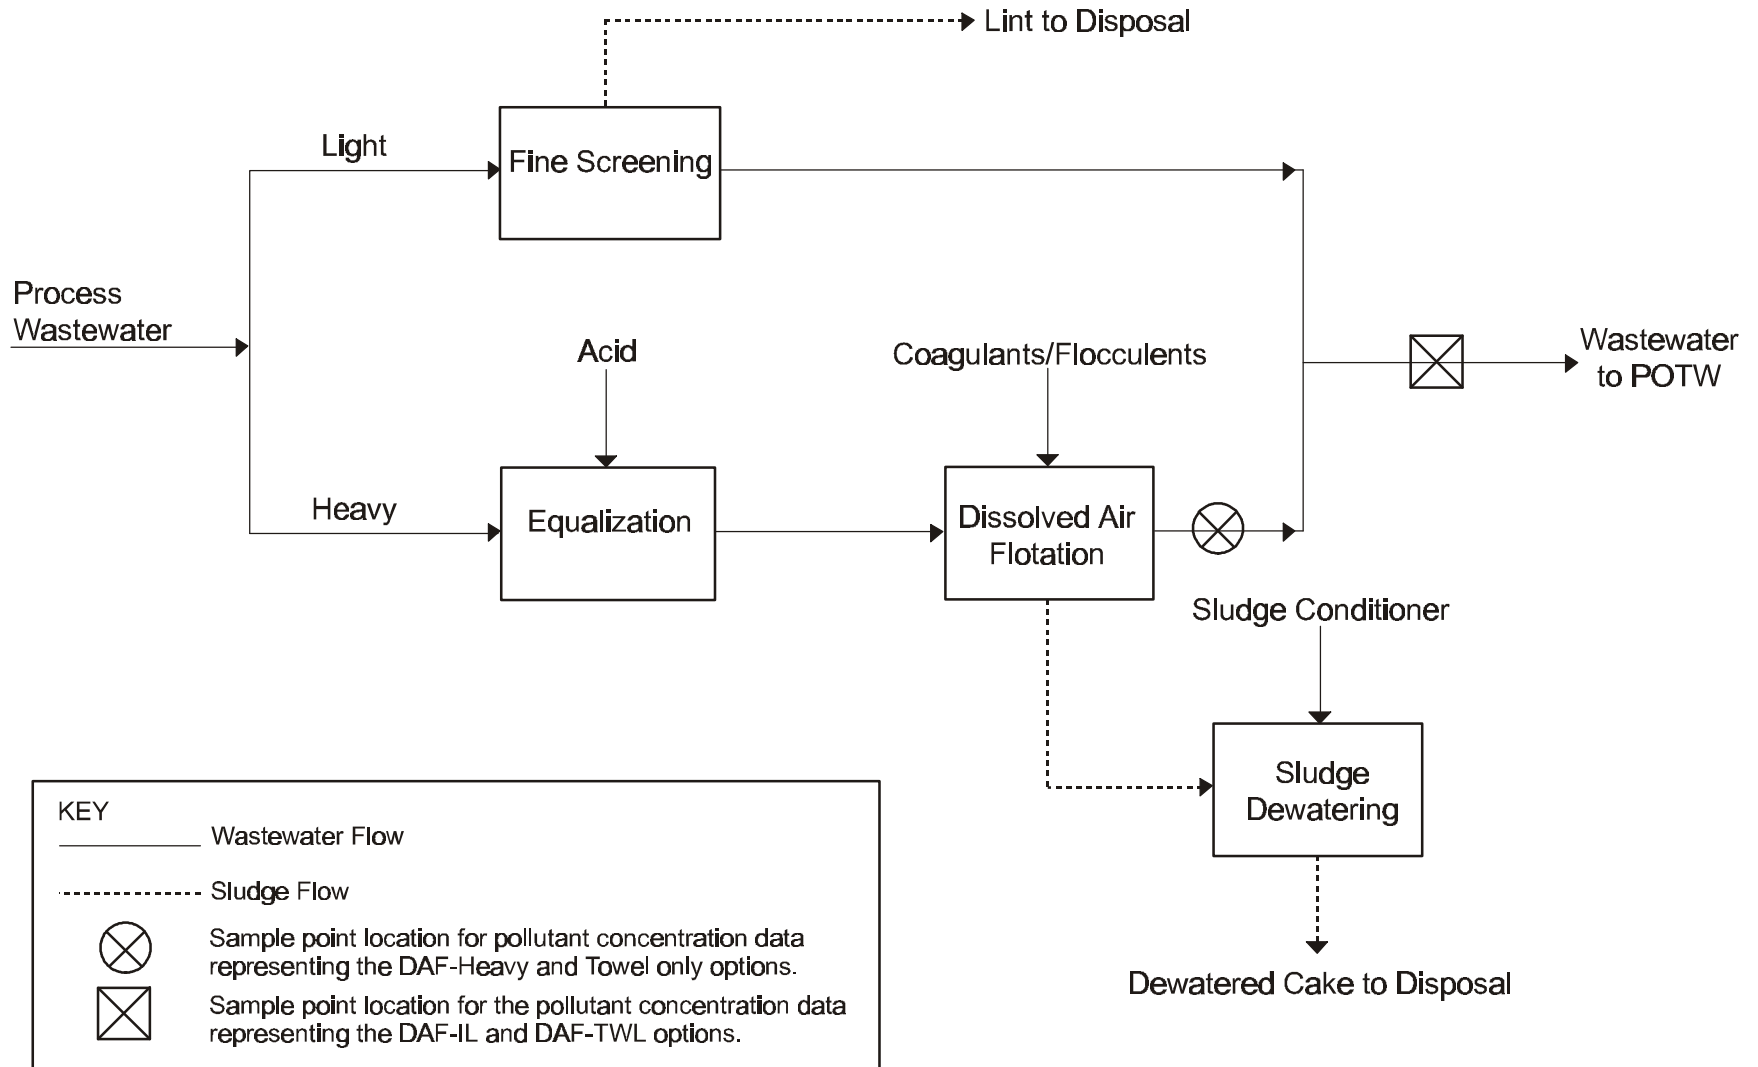 Lint to Disposal
Light
Fine Screening
Process
Wastewater
Acid
Coagulants/Flocculents
Wastewater
to POTW
Heavy
Equalization
Dissolved Air
Flotation
Sludge Conditioner
Sludge
Dewatering
Dewatered Cake to Disposal
KEY
Wastewater Flow
Sludge Flow
Sample point location for pollutant concentration data
representing the DAF-Heavy and Towel only options.
Sample point location for the pollutant concentration data
representing the DAF-IL and DAF-TWL options.